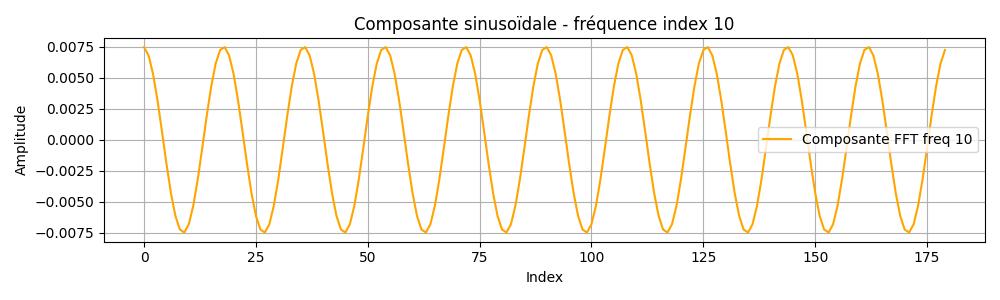 Composante sinusoïdale - fréquence index 10
Amplitude
0.0075
0.0050
0.0025
0.0000
−0.0025
−0.0050
−0.0075
Composante FFT freq 10
0 25 50 75 100 125 150 175
Index